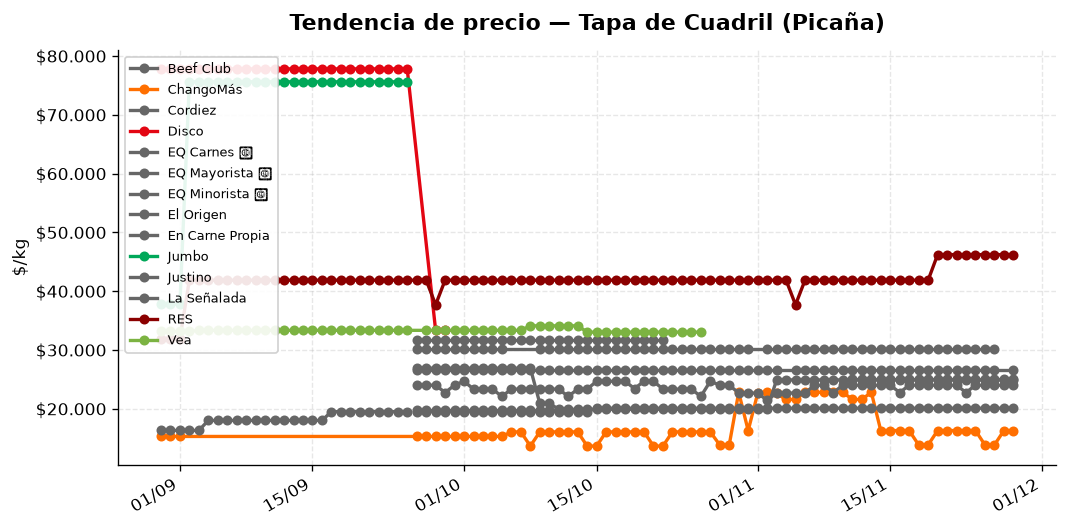 Tendencia de precio — Tapa de Cuadril (Picaña)
$80.000
$70.000
$60.000
$50.000
$40.000
$30.000
$20.000
$/kg
Beef Club
ChangoMás
Cordiez
Disco
EQ Carnes
EQ Mayorista
EQ Minorista
El Origen
En Carne Propia
Jumbo
Justino
La Señalada
RES
Vea
01/09
15/09
01/10
15/10
01/11
15/11
01/12